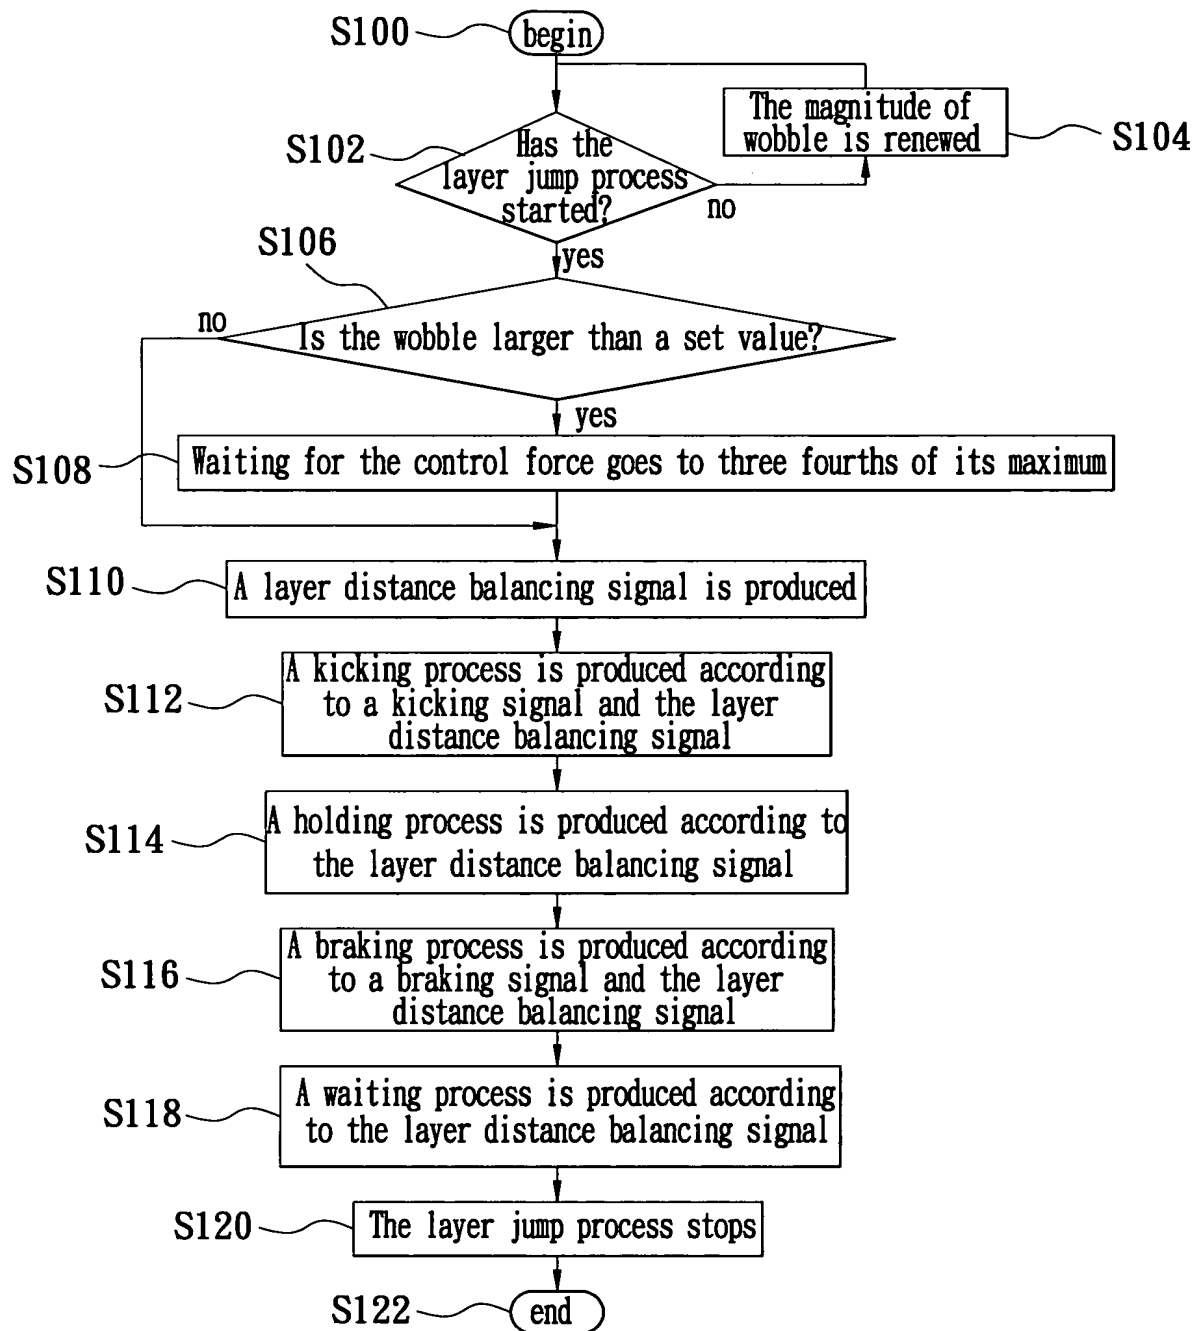 S100
begin
The magnitude of
wobble is renewed
S104
S102
Has the
layer jump process
started?
no
yes
S106
no
Is the wobble larger than a set value?
yes
S108
Waiting for the control force goes to three fourths of its maximum
S110
A layer distance balancing signal is produced
S112
A kicking process is produced according
to a kicking signal and the layer
distance balancing signal
S114
A holding process is produced according to
the layer distance balancing signal
S116
A braking process is produced according
to a braking signal and the layer
distance balancing signal
S118
A waiting process is produced according
to the layer distance balancing signal
S120
The layer jump process stops
S122
end